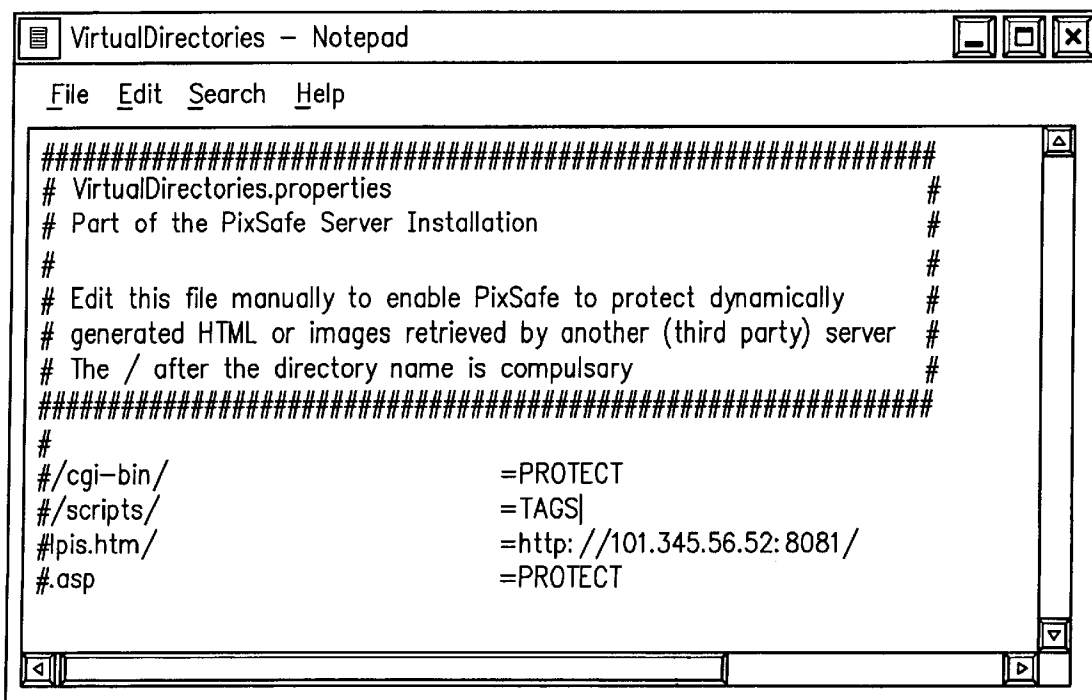 VirtualDirectories – Notepad
File Edit Search Help
################################################################
# VirtualDirectories.properties #
# Part of the PixSafe Server Installation #
# #
# Edit this file manually to enable PixSafe to protect dynamically #
# generated HTML or images retrieved by another (third party) server #
# The / after the directory name is compulsary #
################################################################
#
#/cgi-bin/ =PROTECT
#/scripts/ =TAGS
#lpis.htm/ =http://101.345.56.52:8081/
#.asp =PROTECT